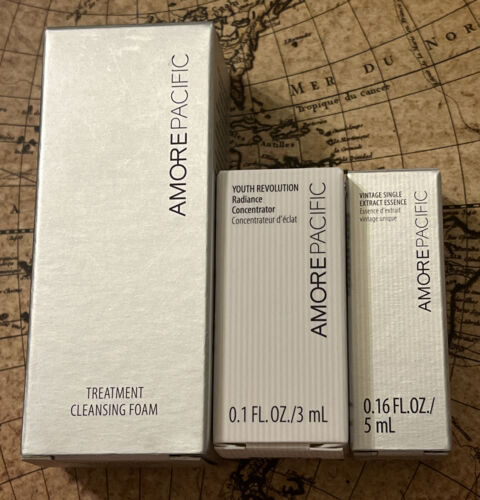 AMOREPACIFIC
TREATMENT
CLEANSING FOAM
YOUTH REVOLUTION
Radiance
Concentrator
Concentrateur d'éclat
AMOREPACIFIC
0.1 FL.OZ./3 mL
VINTAGE SINGLE
EXTRACT ESSENCE
Essence d'extrait
vintage unique
AMOREPACIFIC
0.16 FL.OZ./
5 mL
MER DU NOR
Tropique du cancer
Antilles